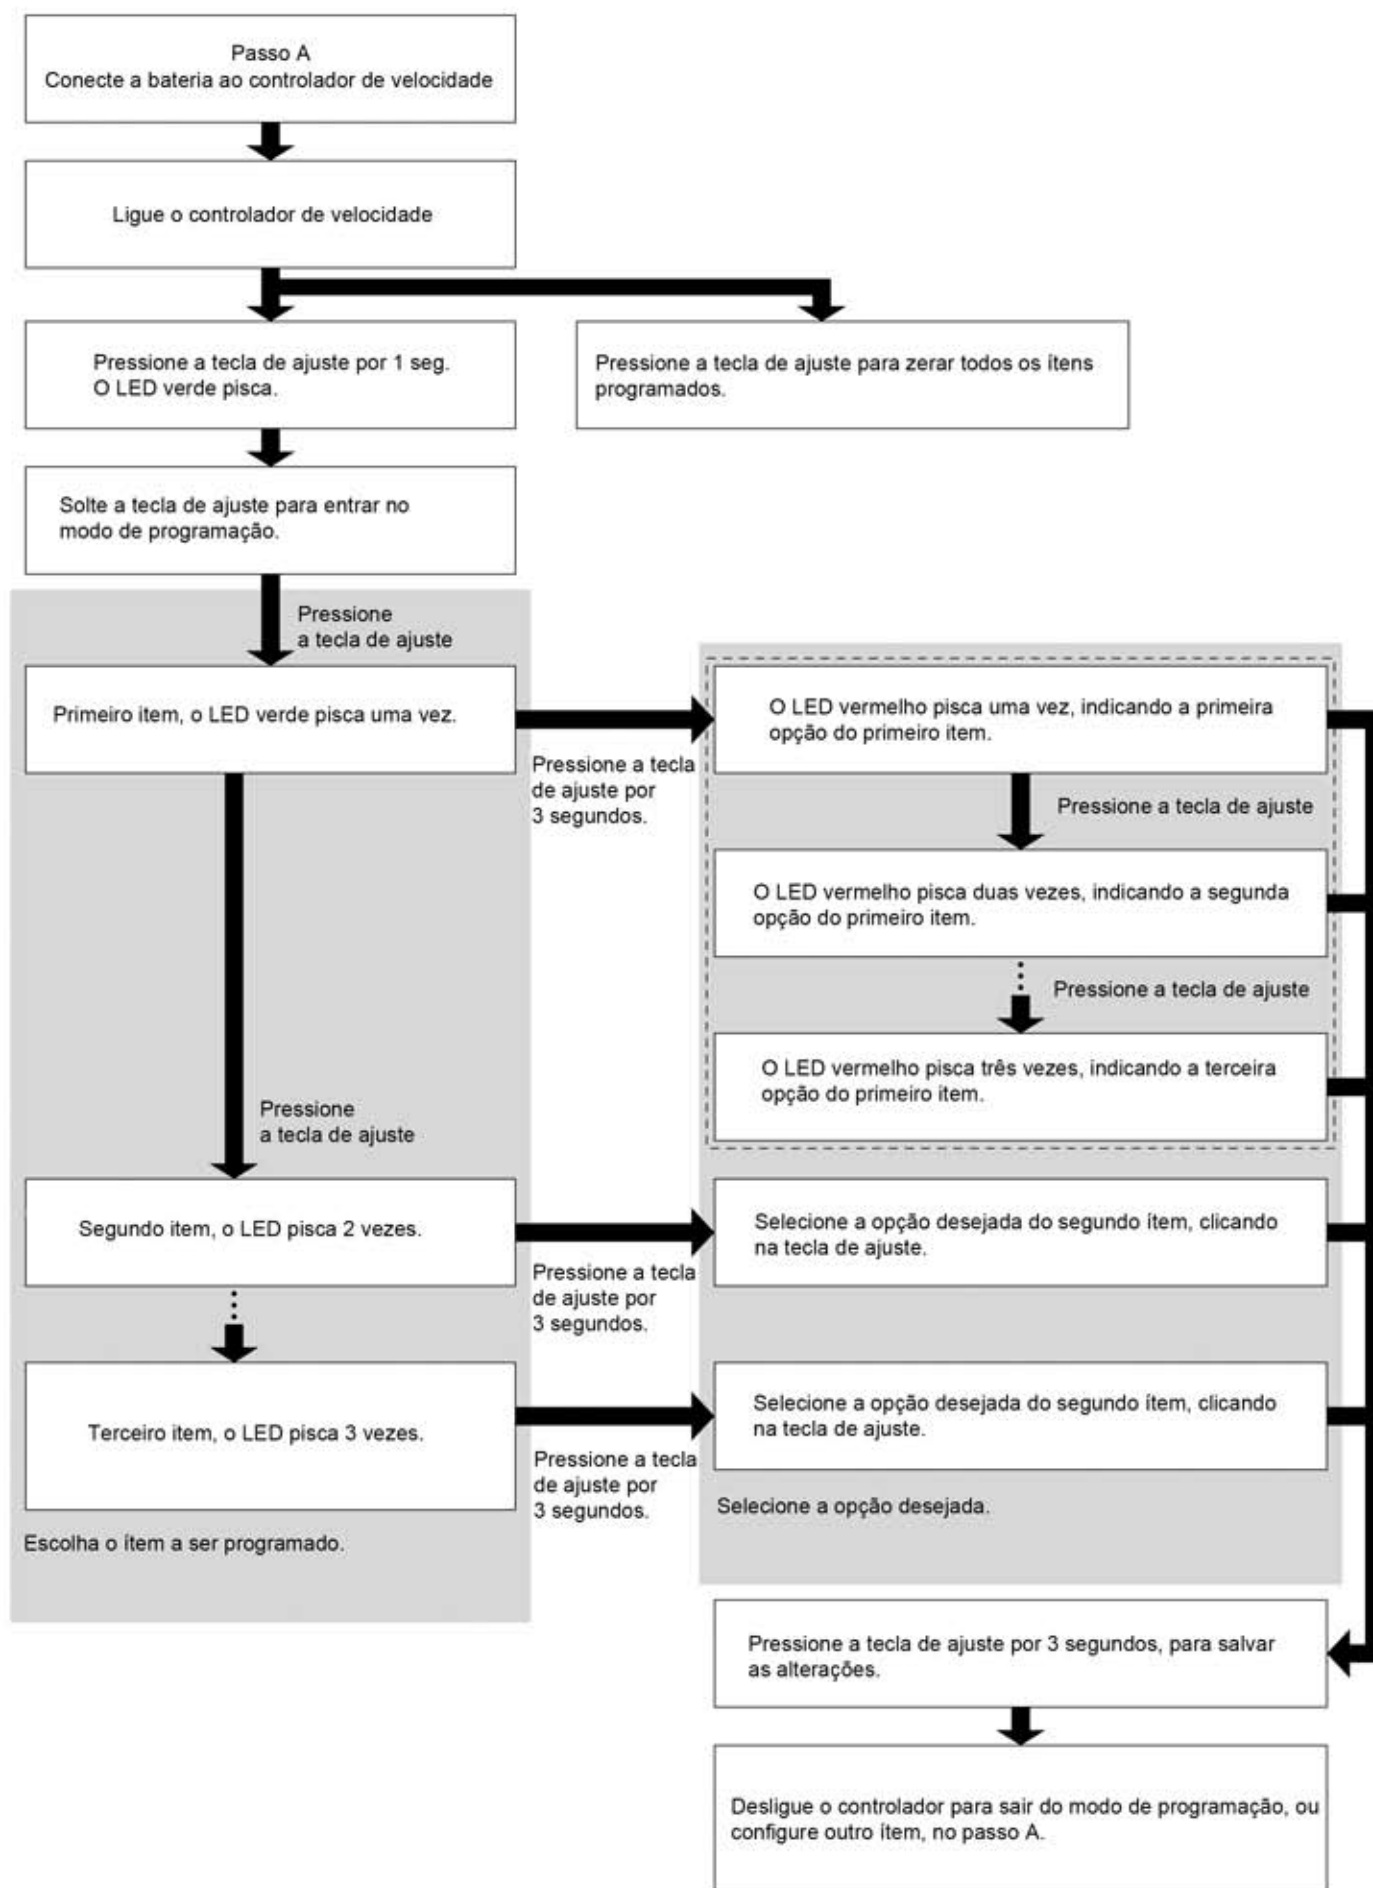 Passo A
Conecte a bateria ao controlador de velocidade
Ligue o controlador de velocidade
Pressione a tecla de ajuste por 1 seg.
O LED verde pisca.
Pressione a tecla de ajuste para zerar todos os ítens
programados.
Solte a tecla de ajuste para entrar no
modo de programação.
Pressione
a tecla de ajuste
Primeiro item, o LED verde pisca uma vez.
Pressione a tecla
de ajuste por
3 segundos.
O LED vermelho pisca uma vez, indicando a primeira
opção do primeiro item.
Pressione a tecla de ajuste
O LED vermelho pisca duas vezes, indicando a segunda
opção do primeiro item.
Pressione a tecla de ajuste
O LED vermelho pisca três vezes, indicando a terceira
opção do primeiro item.
Pressione
a tecla de ajuste
Segundo item, o LED pisca 2 vezes.
Pressione a tecla
de ajuste por
3 segundos.
Selecione a opção desejada do segundo ítem, clicando
na tecla de ajuste.
Terceiro item, o LED pisca 3 vezes.
Pressione a tecla
de ajuste por
3 segundos.
Selecione a opção desejada do segundo ítem, clicando
na tecla de ajuste.
Selecione a opção desejada.
Escolha o ítem a ser programado.
Pressione a tecla de ajuste por 3 segundos, para salvar
as alterações.
Desligue o controlador para sair do modo de programação, ou
configure outro ítem, no passo A.